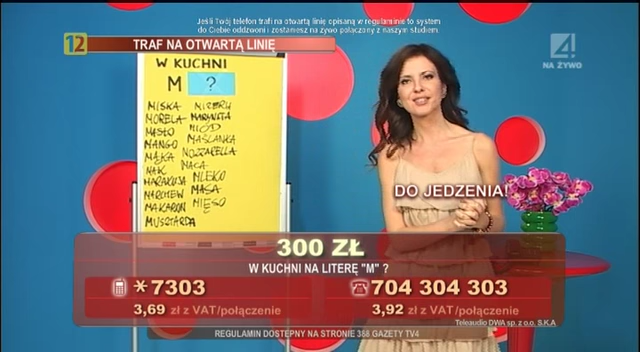 Jeśli Twój telefon trafi na otwartą linię opisaną w regulaminie to system
do Ciebie oddzwoni i zostaniesz na żywo połączony z naszym studiem.
12
TRAF NA OTWARTĄ LINIĘ
4!
NA ŻYWO
W KUCHNI
M ?
MISKA MIZERIA
MORELA MARYNATA
MASŁO MIÓD
MANGO MAŚLANKA
MĄKA MOZZARELLA
MAK MACA
MARAKUJA MLEKO
MARCHEW MASA
MAKARON MIĘSO
MUSZTARDA
DO JEDZENIA!
300 ZŁ
W KUCHNI NA LITERĘ "M" ?
*7303
704 304 303
3,69 zł z VAT/połączenie
3,92 zł z VAT/połączenie
Teleaudio DWA sp. z o.o. S.K.A
REGULAMIN DOSTĘPNY NA STRONIE 368 GAZETY TV4